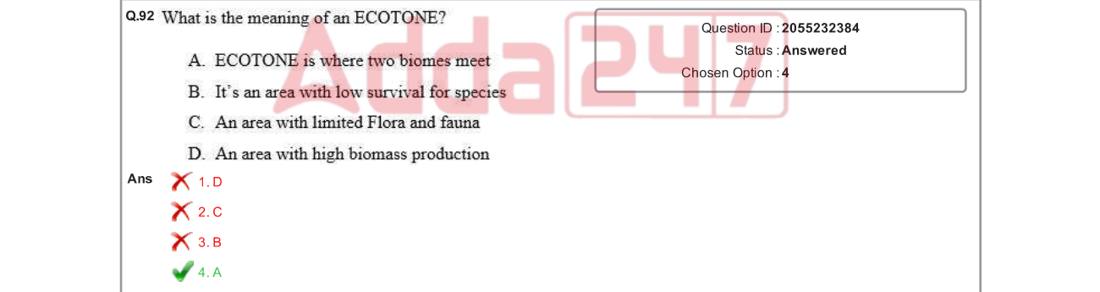 Q.92 What is the meaning of an ECOTONE?
A. ECOTONE is where two biomes meet
B. It's an area with low survival for species
C. An area with limited Flora and fauna
D. An area with high biomass production
Ans 1. D
2. C
3. B
4. A
Question ID : 2055232384
Status : Answered
Chosen Option : 4
Adda247